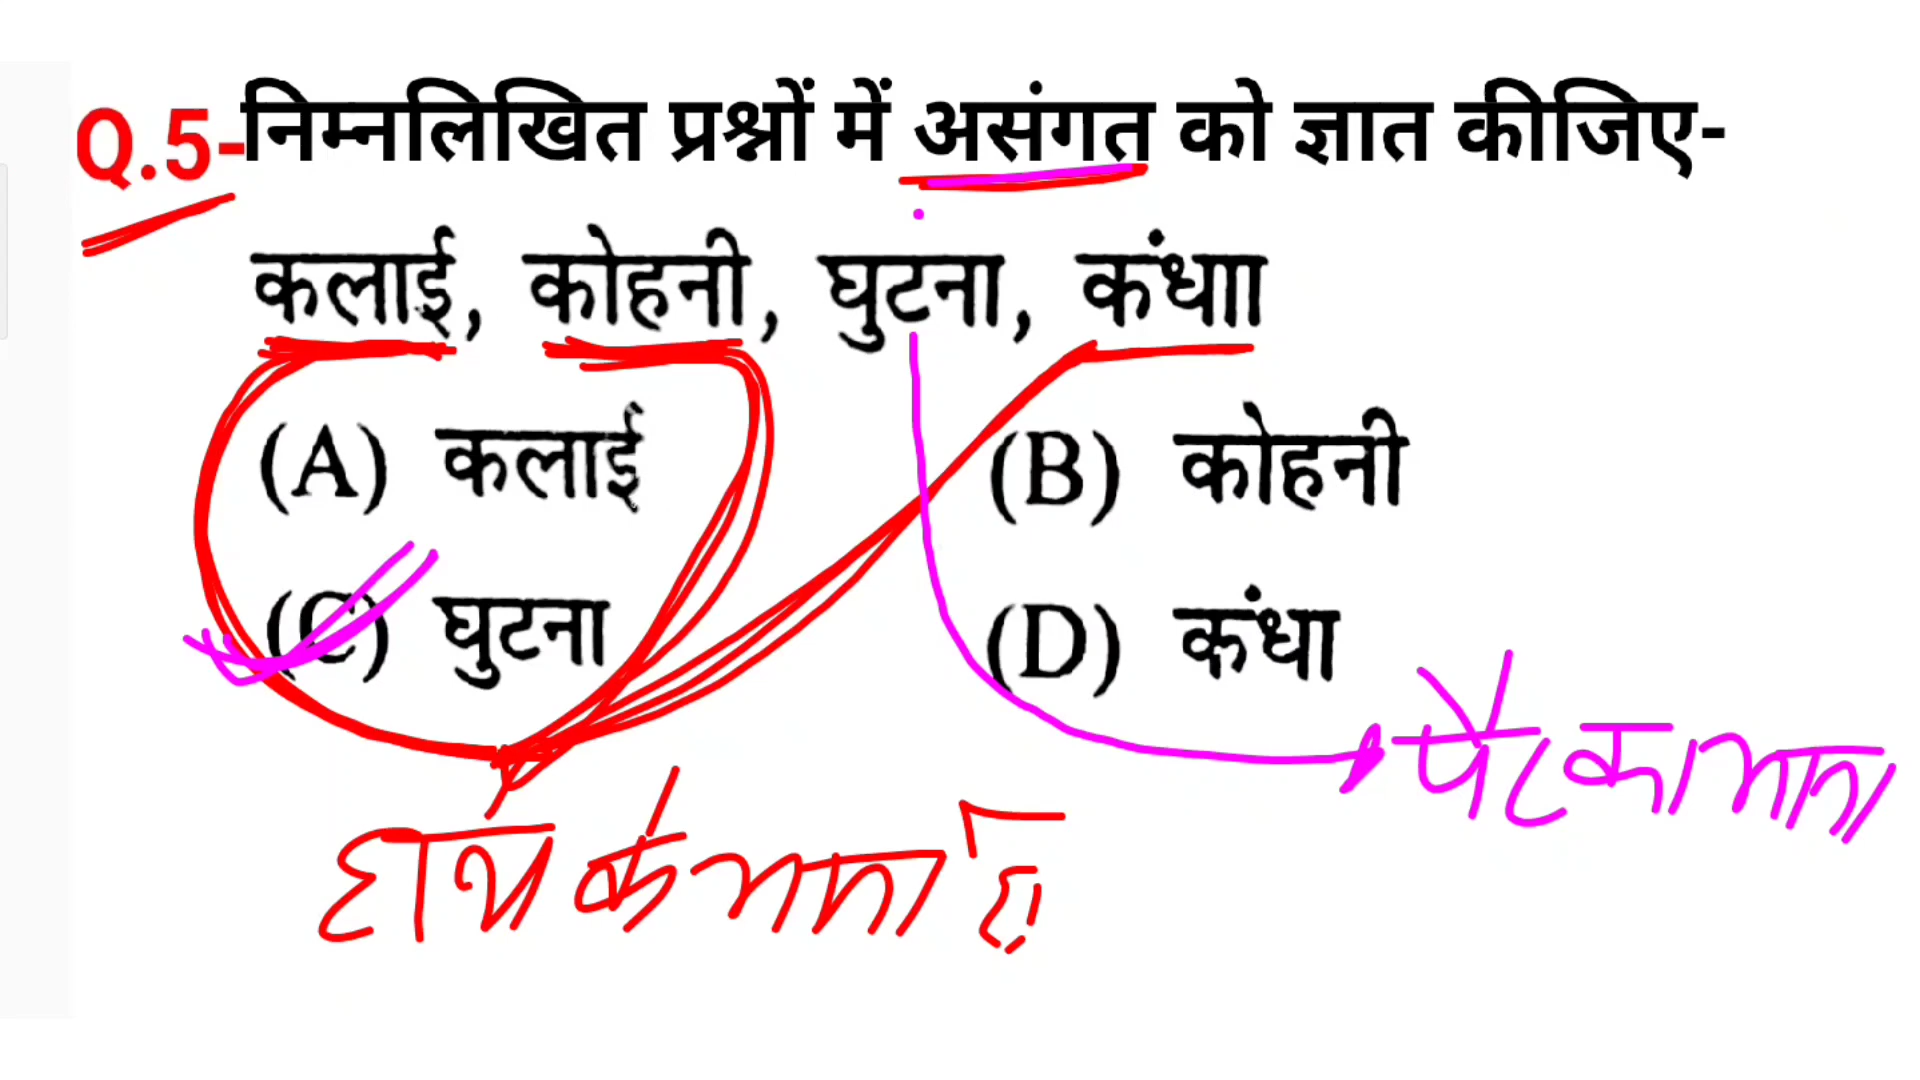 Q.5-निम्नलिखित प्रश्नों में असंगत को ज्ञात कीजिए-
कलाई, कोहनी, घुटना, कंधाा
(A) कलाई (B) कोहनी
(C) घुटना (D) कंधा
पैर का भाग
हाथ के भाग है